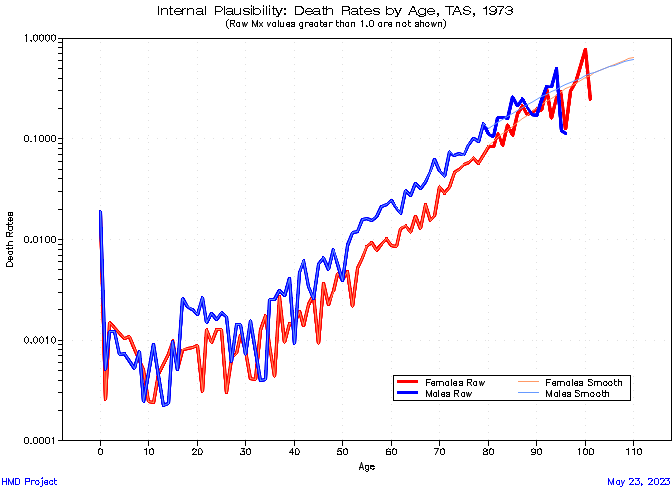 Internal Plausibility: Death Rates by Age, TAS, 1973
(Raw Mx values greater than 1.0 are not shown)
1.0000
0.1000
0.0100
0.0010
0.0001
Death Rates
0 10 20 30 40 50 60 70 80 90 100 110
Age
Females Raw Females Smooth
Males Raw Males Smooth
HMD Project May 23, 2023